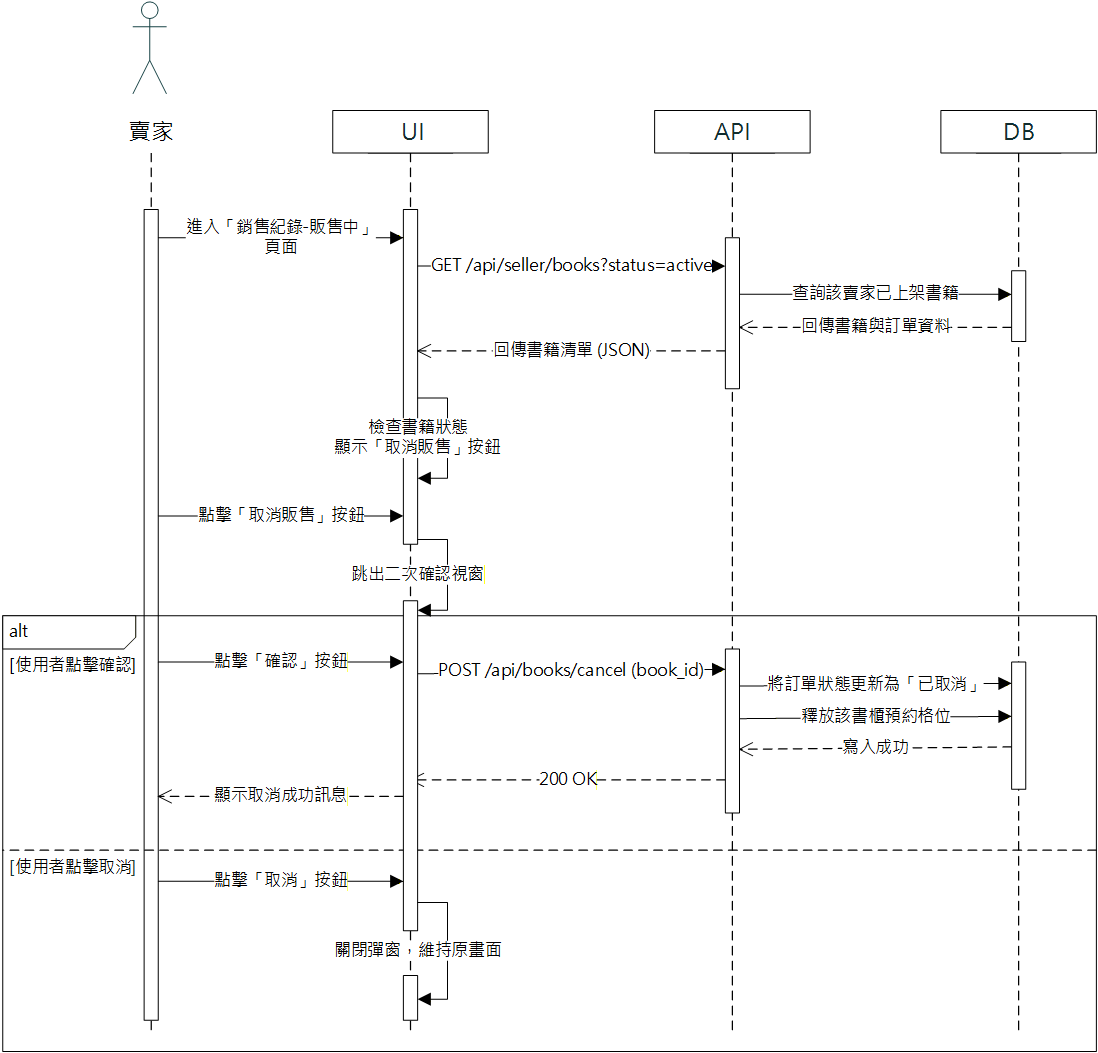 賣家
UI
API
DB
進入「銷售紀錄-販售中」
頁面
GET /api/seller/books?status=active
查詢該賣家已上架書籍
回傳書籍與訂單資料
回傳書籍清單 (JSON)
檢查書籍狀態
顯示「取消販售」按鈕
點擊「取消販售」按鈕
跳出二次確認視窗
alt
[使用者點擊確認]
點擊「確認」按鈕
POST /api/books/cancel (book_id)
將訂單狀態更新為「已取消」
釋放該書櫃預約格位
寫入成功
200 OK
顯示取消成功訊息
[使用者點擊取消]
點擊「取消」按鈕
關閉彈窗，維持原畫面